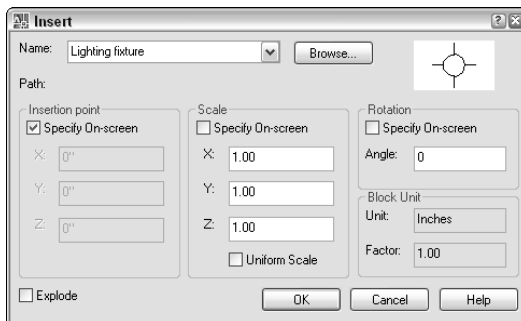 Insert
Name: Lighting fixture Browse...
Path:
Insertion point Scale Rotation
Specify On-screen Specify On-screen Specify On-screen
X: 0" X: 1.00 Angle: 0
Y: 0" Y: 1.00 Block Unit
Z: 0" Z: 1.00 Unit: Inches
Uniform Scale Factor: 1.00
Explode OK Cancel Help